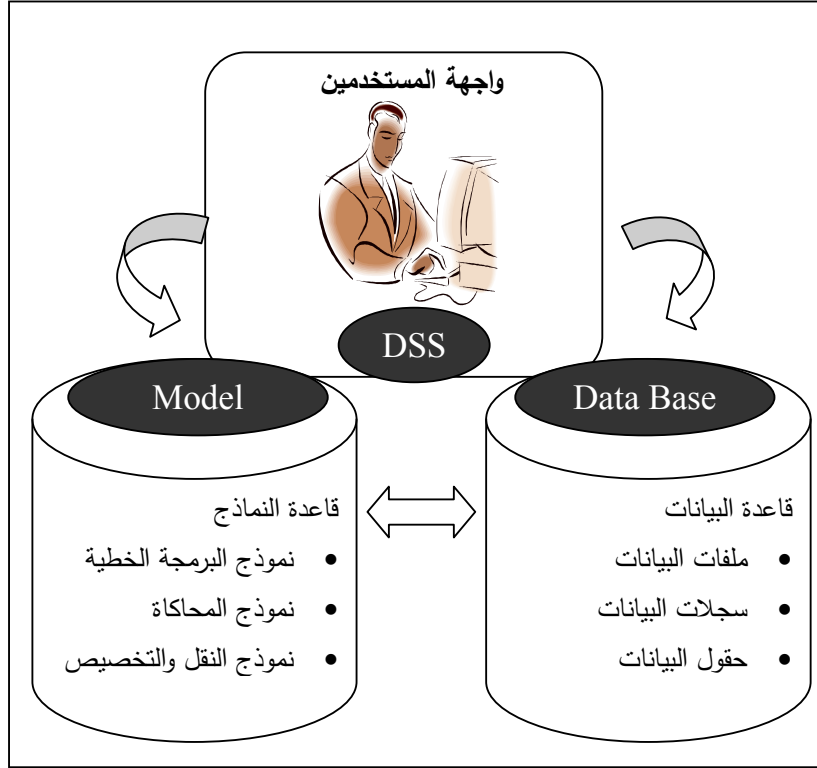 واجهة المستخدمين
DSS
Data Base
قاعدة البيانات
• ملفات البيانات
• سجلات البيانات
• حقول البيانات
Model
قاعدة النماذج
• نموذج البرمجة الخطية
• نموذج المحاكاة
• نموذج النقل والتخصيص